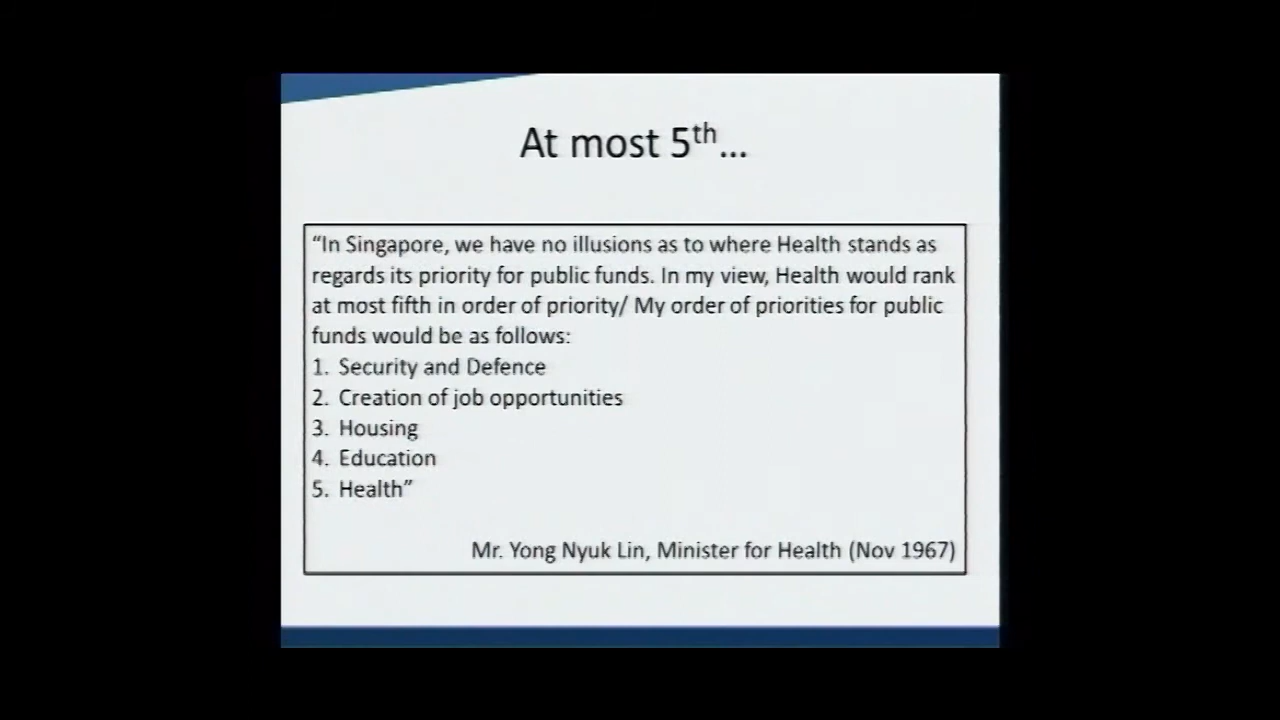 At most 5th...
“In Singapore, we have no illusions as to where Health stands as
regards its priority for public funds. In my view, Health would rank
at most fifth in order of priority/ My order of priorities for public
funds would be as follows:
1. Security and Defence
2. Creation of job opportunities
3. Housing
4. Education
5. Health”
Mr. Yong Nyuk Lin, Minister for Health (Nov 1967)